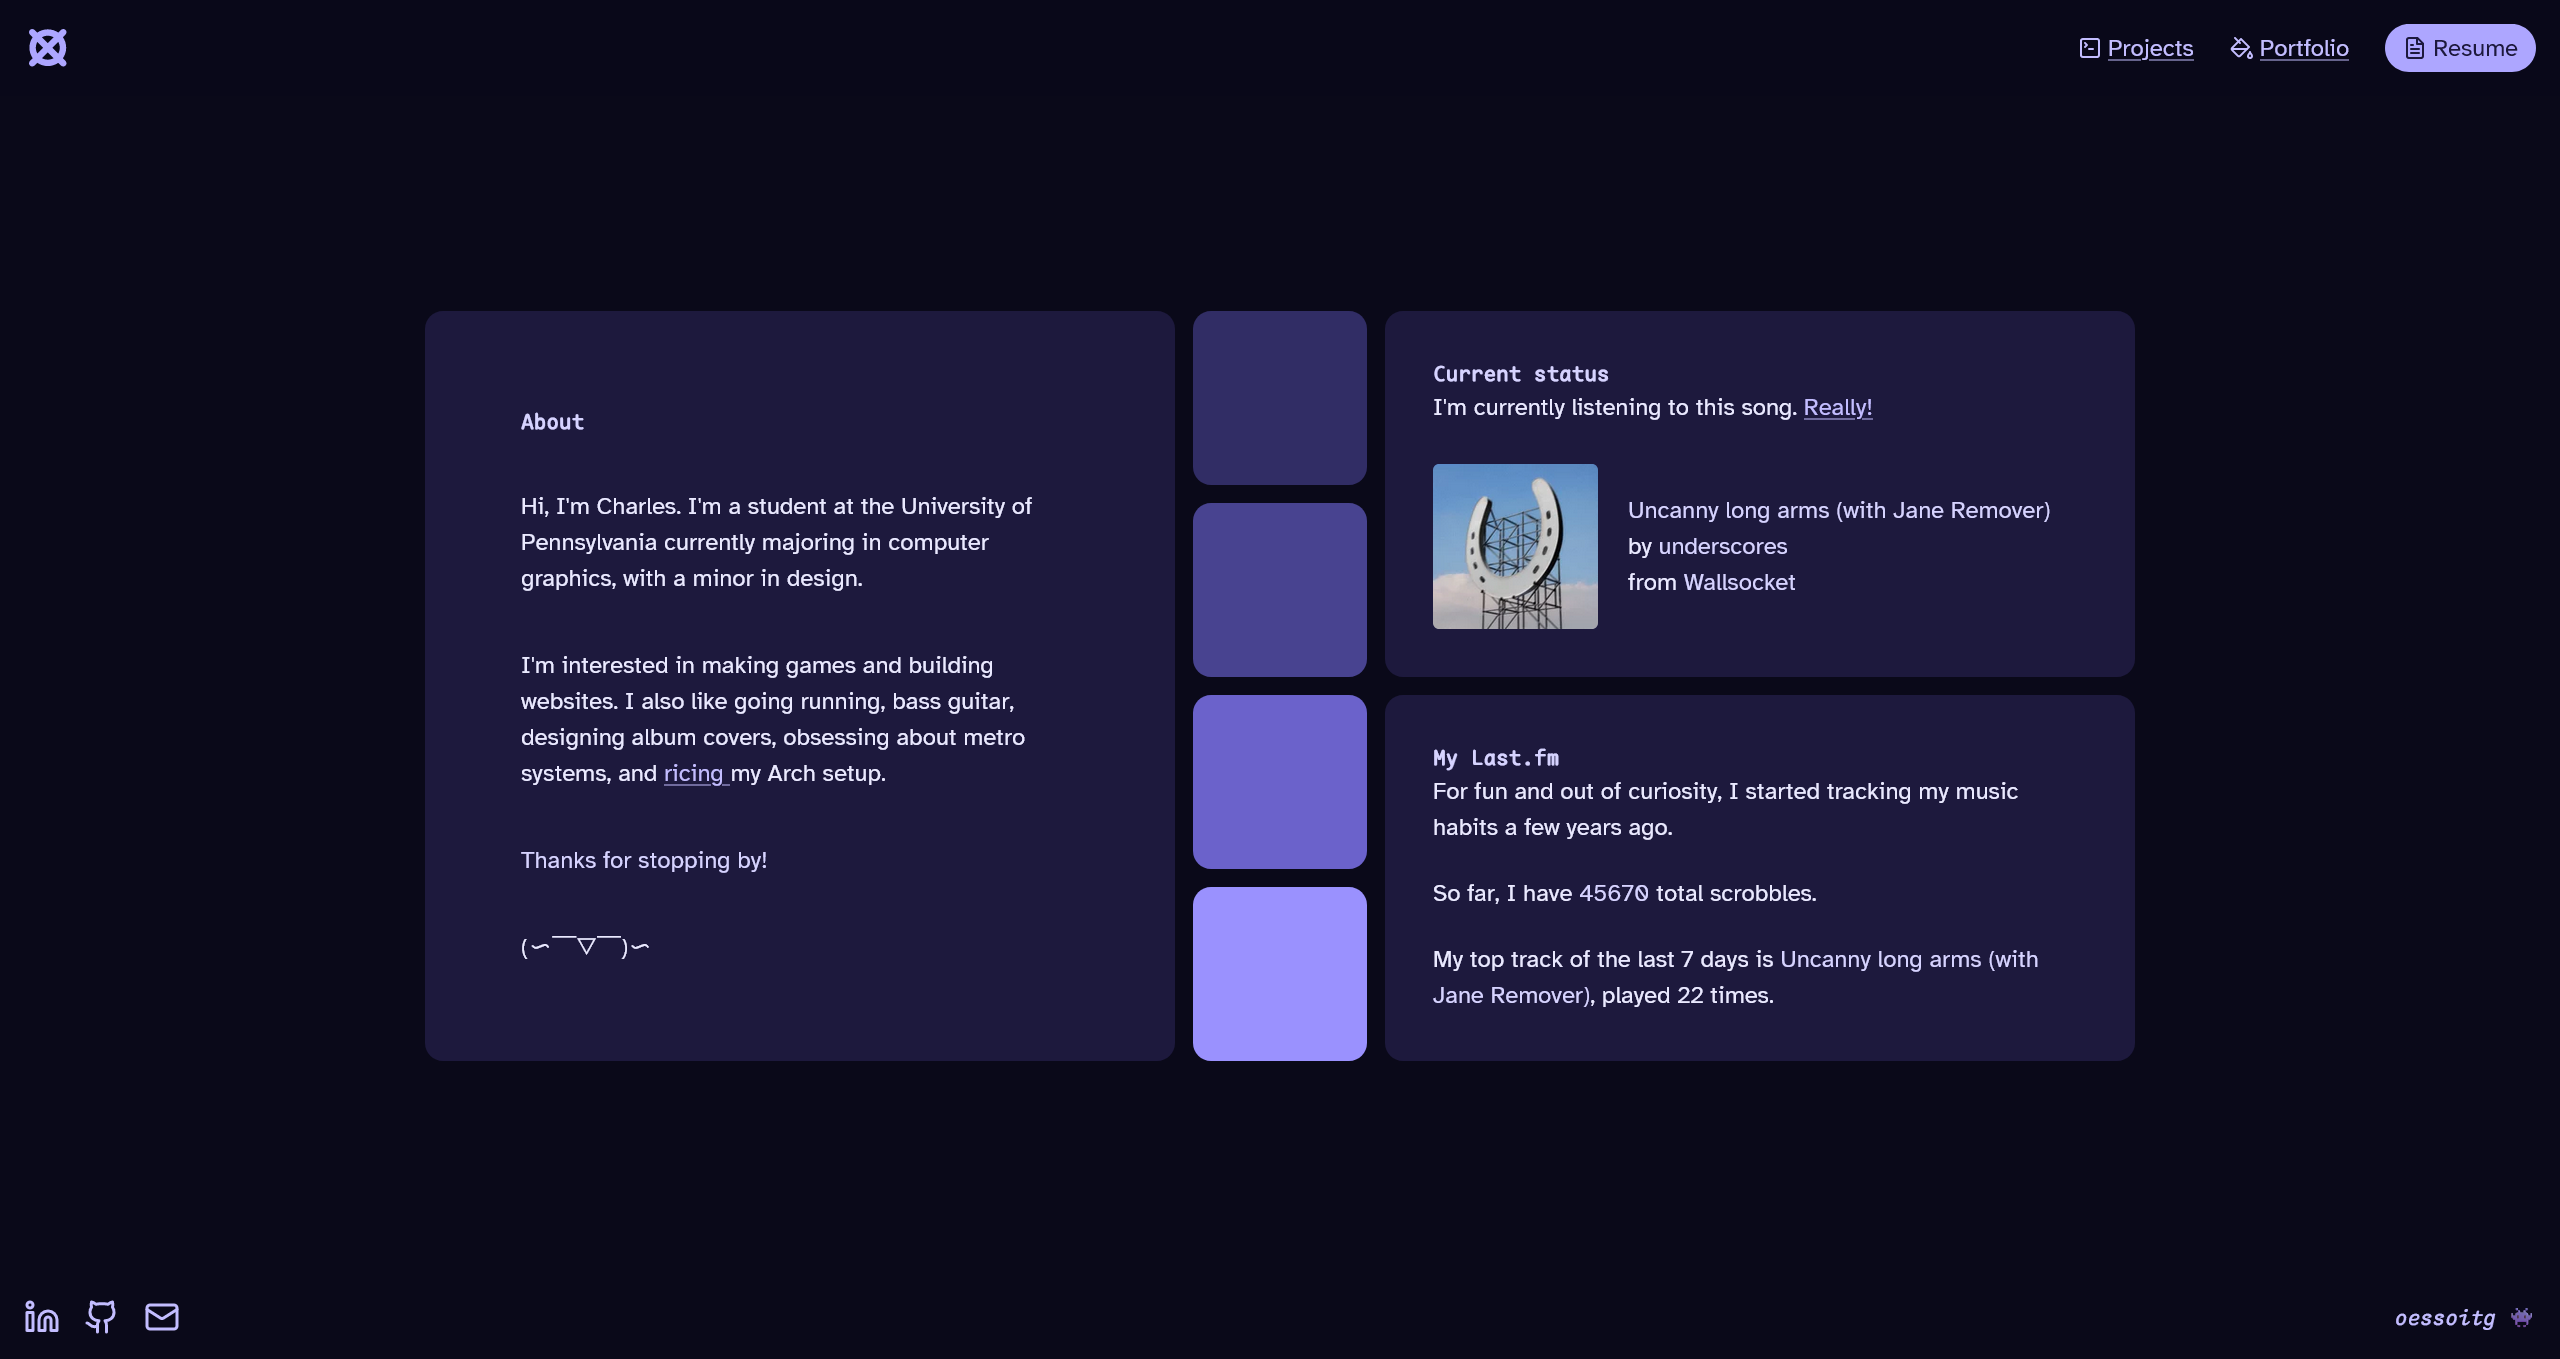 Projects
Portfolio
Resume
About
Hi, I'm Charles. I'm a student at the University of
Pennsylvania currently majoring in computer
graphics, with a minor in design.
I'm interested in making games and building
websites. I also like going running, bass guitar,
designing album covers, obsessing about metro
systems, and ricing my Arch setup.
Thanks for stopping by!
(∽￣▽￣)∽
Current status
I'm currently listening to this song. Really!
Uncanny long arms (with Jane Remover)
by underscores
from Wallsocket
My Last.fm
For fun and out of curiosity, I started tracking my music
habits a few years ago.
So far, I have 45670 total scrobbles.
My top track of the last 7 days is Uncanny long arms (with
Jane Remover), played 22 times.
in
oessoitg 👾